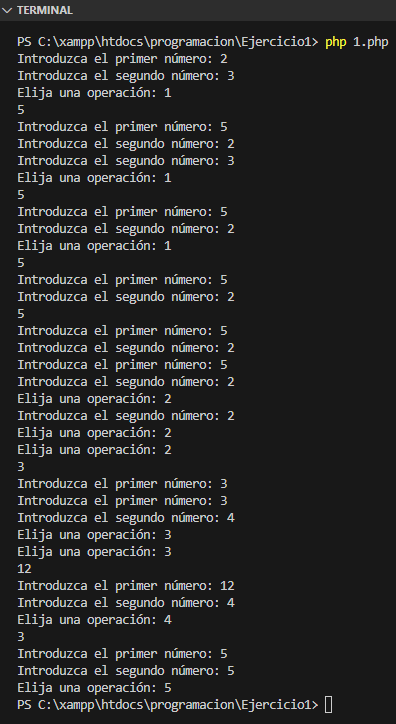 TERMINAL
PS C:\xampp\htdocs\programacion\Ejercicio1> php 1.php
Introduzca el primer número: 2
Introduzca el segundo número: 3
Elija una operación: 1
5
Introduzca el primer número: 5
Introduzca el segundo número: 2
Introduzca el segundo número: 3
Elija una operación: 1
5
Introduzca el primer número: 5
Introduzca el segundo número: 2
Elija una operación: 1
5
Introduzca el primer número: 5
Introduzca el segundo número: 2
5
Introduzca el primer número: 5
Introduzca el segundo número: 2
Introduzca el primer número: 5
Introduzca el segundo número: 2
Elija una operación: 2
Introduzca el segundo número: 2
Elija una operación: 2
Elija una operación: 2
3
Introduzca el primer número: 3
Introduzca el primer número: 3
Introduzca el segundo número: 4
Elija una operación: 3
Elija una operación: 3
12
Introduzca el primer número: 12
Introduzca el segundo número: 4
Elija una operación: 4
3
Introduzca el primer número: 5
Introduzca el segundo número: 5
Elija una operación: 5
PS C:\xampp\htdocs\programacion\Ejercicio1>